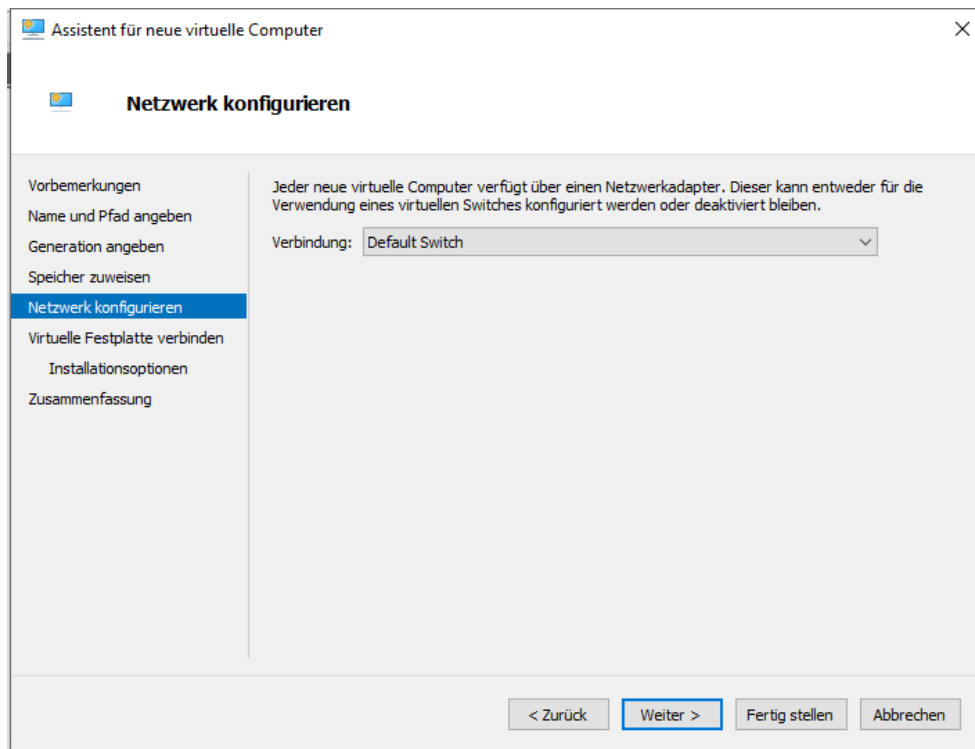 Assistent für neue virtuelle Computer
Netzwerk konfigurieren
Vorbemerkungen
Name und Pfad angeben
Generation angeben
Speicher zuweisen
Netzwerk konfigurieren
Virtuelle Festplatte verbinden
Installationsoptionen
Zusammenfassung
Jeder neue virtuelle Computer verfügt über einen Netzwerkadapter. Dieser kann entweder für die
Verwendung eines virtuellen Switches konfiguriert werden oder deaktiviert bleiben.
Verbindung: Default Switch
< Zurück Weiter > Fertig stellen Abbrechen